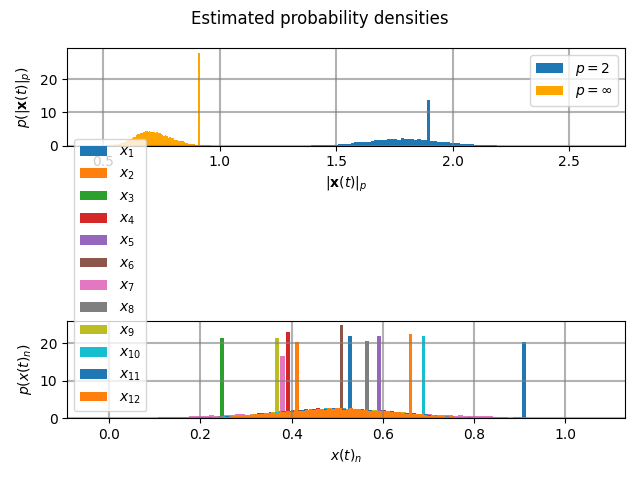 Estimated probability densities
p(|x(t)|ₚ)
20
10
0
p = 2
p = ∞
0.5
1.0
1.5
2.0
2.5
|x(t)|ₚ
x₁
x₂
x₃
x₄
x₅
x₆
x₇
x₈
x₉
x₁₀
x₁₁
x₁₂
p(x(t)ₙ)
20
10
0
0.0
0.2
0.4
0.6
0.8
1.0
x(t)ₙ